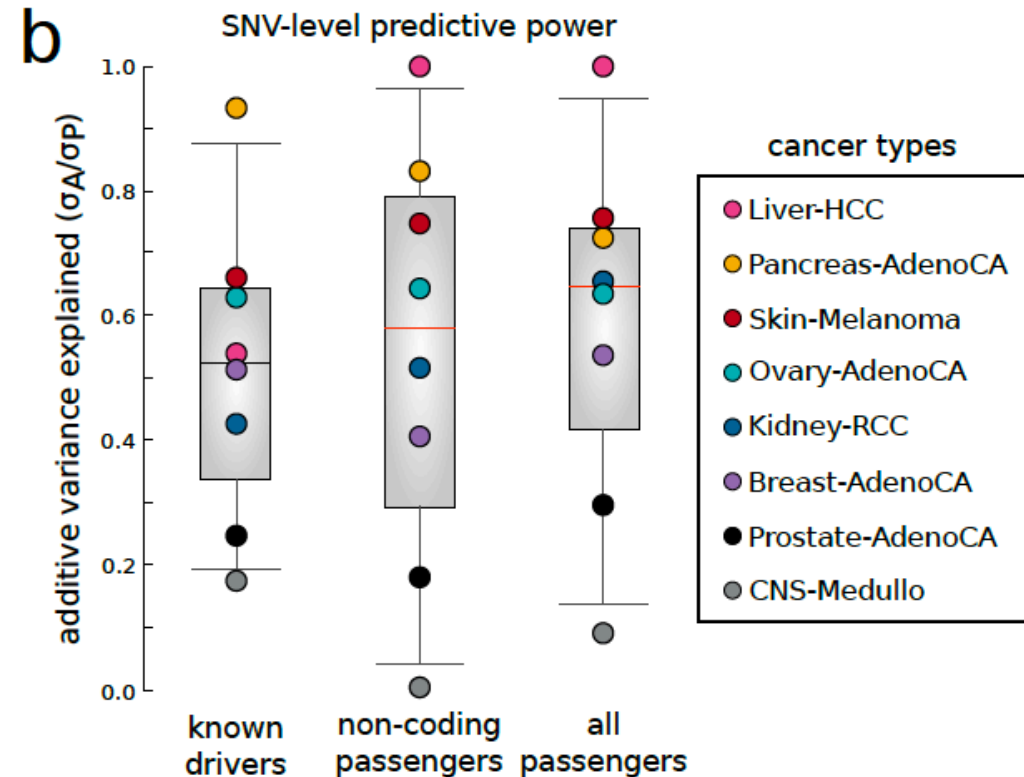 b
SNV-level predictive power
additive variance explained (σA/σP)
1.0
0.8
0.6
0.4
0.2
0.0
known
drivers
non-coding
passengers
all
passengers
cancer types
Liver-HCC
Pancreas-AdenoCA
Skin-Melanoma
Ovary-AdenoCA
Kidney-RCC
Breast-AdenoCA
Prostate-AdenoCA
CNS-Medullo